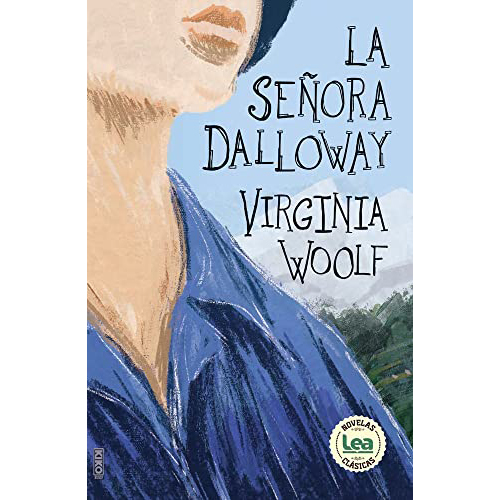 LA
SEÑORA
DALLOWAY
VIRGINIA
WOOLF
NOVELAS
Lea
CLÁSICAS
KIKO